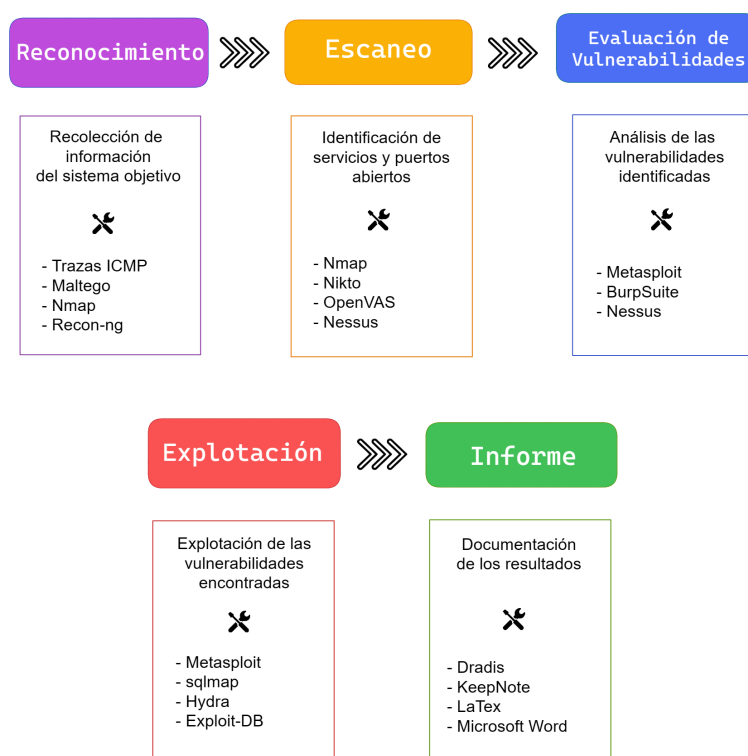 Reconocimiento
Escaneo
Evaluación de
Vulnerabilidades
Recolección de
información
del sistema objetivo
- Trazas ICMP
- Maltego
- Nmap
- Recon-ng
Identificación de
servicios y puertos
abiertos
- Nmap
- Nikto
- OpenVAS
- Nessus
Análisis de las
vulnerabilidades
identificadas
- Metasploit
- BurpSuite
- Nessus
Explotación
Informe
Explotación de las
vulnerabilidades
encontradas
- Metasploit
- sqlmap
- Hydra
- Exploit-DB
Documentación
de los resultados
- Dradis
- KeepNote
- LaTex
- Microsoft Word